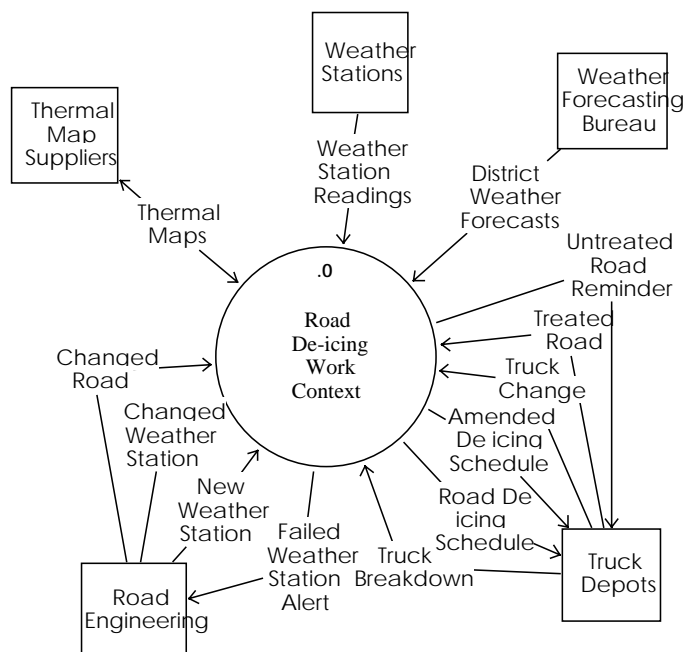 Weather
Stations
Weather
Forecasting
Bureau
Thermal
Map
Suppliers
Weather
Station
Readings
District
Weather
Forecasts
Thermal
Maps
Untreated
Road
Reminder
.0
Road
De-icing
Work
Context
Treated
Road
Truck
Change
Changed
Road
Changed
Weather
Station
Amended
De icing
Schedule
New
Weather
Station
Road De
icing
Schedule
Failed
Weather
Station
Alert
Truck
Breakdown
Road
Engineering
Truck
Depots